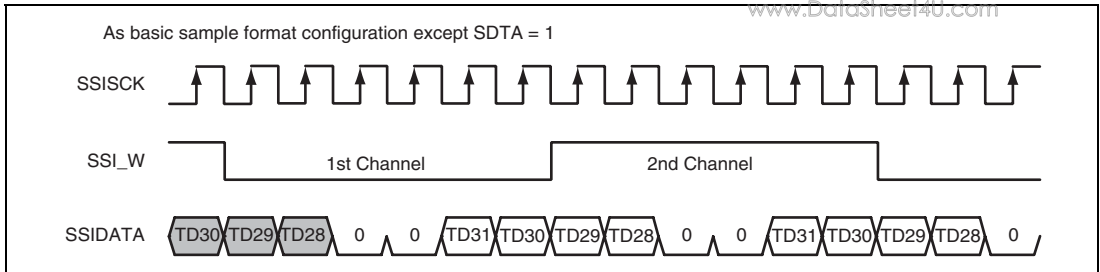 www.DataSheet4U.com
As basic sample format configuration except SDTA = 1
SSISCK
SSI_W 1st Channel 2nd Channel
SSIDATA TD30 TD29 TD28 0 0 TD31 TD30 TD29 TD28 0 0 TD31 TD30 TD29 TD28 0